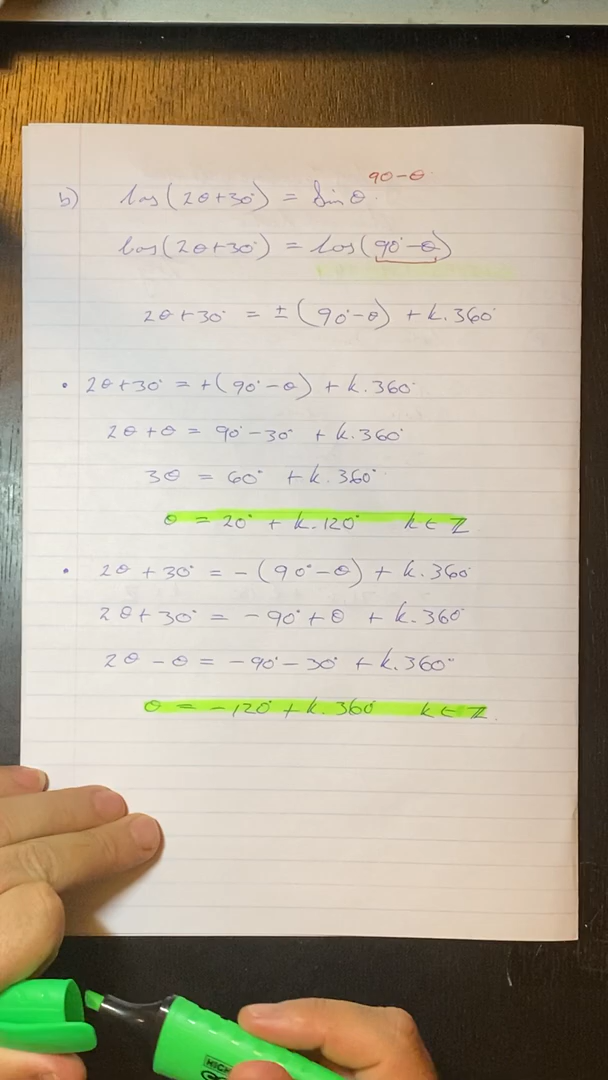 90-θ
b) Cos(2θ+30°) = Sin θ
Cos(2θ+30°) = Cos(90°-θ)
2θ+30° = ±(90°-θ) + k.360°
• 2θ+30° = +(90°-θ) + k.360°
2θ+θ = 90°-30° + k.360°
3θ = 60° + k.360°
θ = 20° + k.120° k∈ℤ
• 2θ+30° = -(90°-θ) + k.360°
2θ+30° = -90°+θ + k.360°
2θ-θ = -90°-30° + k.360°
θ = -120° + k.360° k∈ℤ.